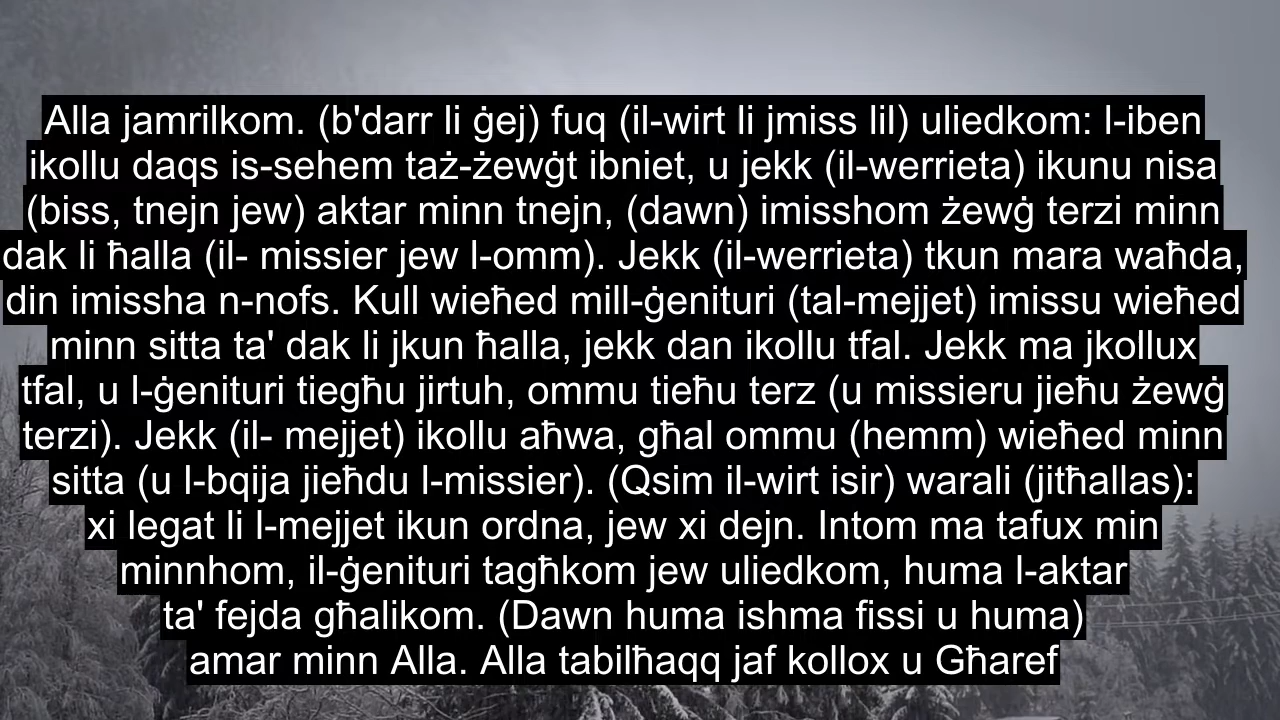 Alla jamrilkom. (b'darr li ġej) fuq (il-wirt li jmiss lil) uliedkom: l-iben
ikollu daqs is-sehem taż-żewġt ibniet, u jekk (il-werrieta) ikunu nisa
(biss, tnejn jew) aktar minn tnejn, (dawn) imisshom żewġ terzi minn
dak li ħalla (il- missier jew l-omm). Jekk (il-werrieta) tkun mara waħda,
din imissha n-nofs. Kull wieħed mill-ġenituri (tal-mejjet) imissu wieħed
minn sitta ta' dak li jkun ħalla, jekk dan ikollu tfal. Jekk ma jkollux
tfal, u l-ġenituri tiegħu jirtuh, ommu tieħu terz (u missieru jieħu żewġ
terzi). Jekk (il- mejjet) ikollu aħwa, għal ommu (hemm) wieħed minn
sitta (u l-bqija jieħdu l-missier). (Qsim il-wirt isir) warali (jitħallas):
xi legat li l-mejjet ikun ordna, jew xi dejn. Intom ma tafux min
minnhom, il-ġenituri tagħkom jew uliedkom, huma l-aktar
ta' fejda għalikom. (Dawn huma ishma fissi u huma)
amar minn Alla. Alla tabilħaqq jaf kollox u Għaref